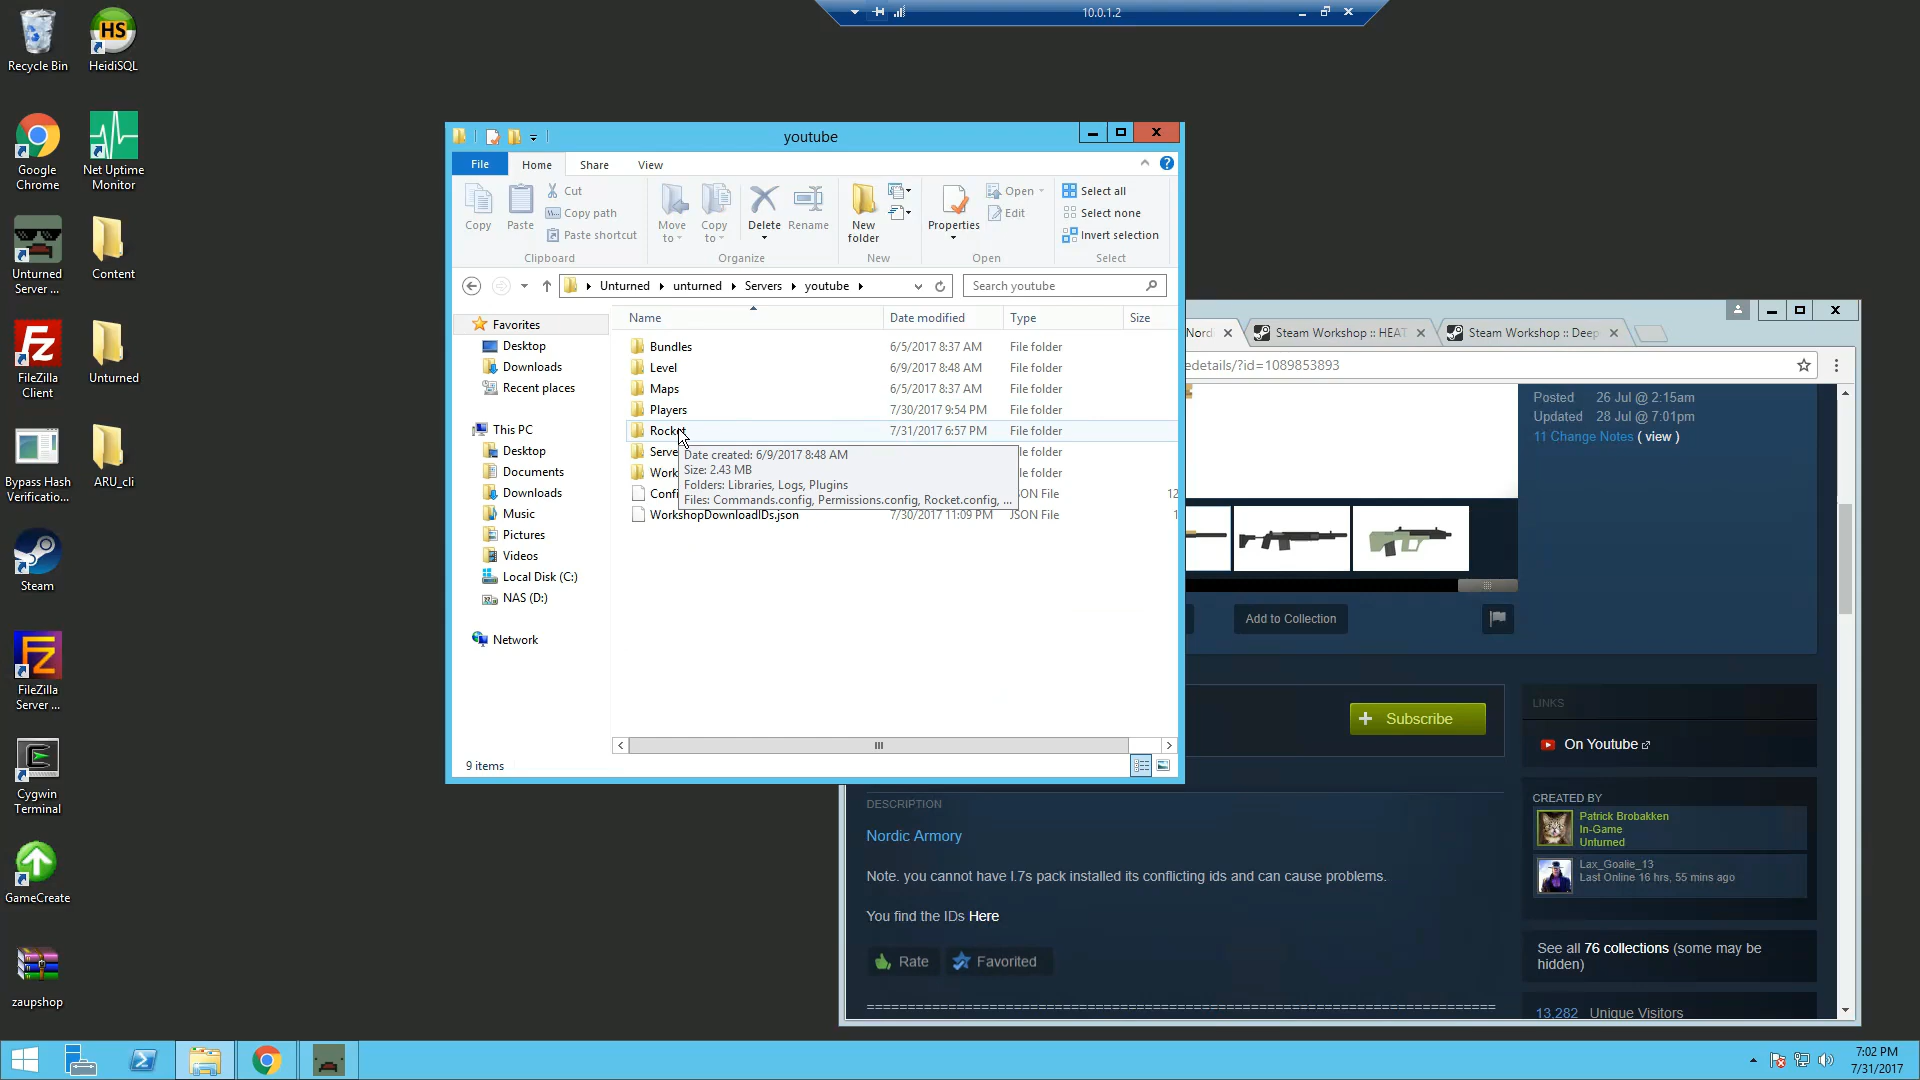 10.0.1.2
Recycle Bin
HeidiSQL
Google
Chrome
Net Uptime
Monitor
Unturned
Server ...
Content
FileZilla
Client
Unturned
Bypass Hash
Verificatio...
ARU_cli
Steam
FileZilla
Server ...
Cygwin
Terminal
GameCreate
zaupshop
youtube
File
Home
Share
View
Copy
Paste
Cut
Copy path
Paste shortcut
Clipboard
Move
to
Copy
to
Delete
Rename
Organize
New
folder
New
Properties
Open
Edit
Open
Select all
Select none
Invert selection
Select
Unturned
unturned
Servers
youtube
Search youtube
Name
Date modified
Type
Size
Favorites
Desktop
Downloads
Recent places
This PC
Desktop
Documents
Downloads
Music
Pictures
Videos
Local Disk (C:)
NAS (D:)
Network
Bundles 6/5/2017 8:37 AM File folder
Level 6/9/2017 8:48 AM File folder
Maps 6/5/2017 8:37 AM File folder
Players 7/30/2017 9:54 PM File folder
Rocket 7/31/2017 6:57 PM File folder
Serve
le folder
Work
le folder
Confi
ON File 12
WorkshopDownloadIDs.json 7/30/2017 11:09 PM JSON File 1
Date created: 6/9/2017 8:48 AM
Size: 2.43 MB
Folders: Libraries, Logs, Plugins
Files: Commands.config, Permissions.config, Rocket.config, ...
9 items
Nordi
Steam Workshop :: HEAT
Steam Workshop :: Deep
edetails/?id=1089853893
Posted 26 Jul @ 2:15am
Updated 28 Jul @ 7:01pm
11 Change Notes ( view )
Add to Collection
Subscribe
LINKS
On Youtube
CREATED BY
Patrick Brobakken
In-Game
Unturned
Lax_Goalie_13
Last Online 16 hrs, 55 mins ago
See all 76 collections (some may be
hidden)
13,282 Unique Visitors
DESCRIPTION
Nordic Armory
Note. you cannot have I.7s pack installed its conflicting ids and can cause problems.
You find the IDs Here
Rate
Favorited
==========================================================================
7:02 PM
7/31/2017